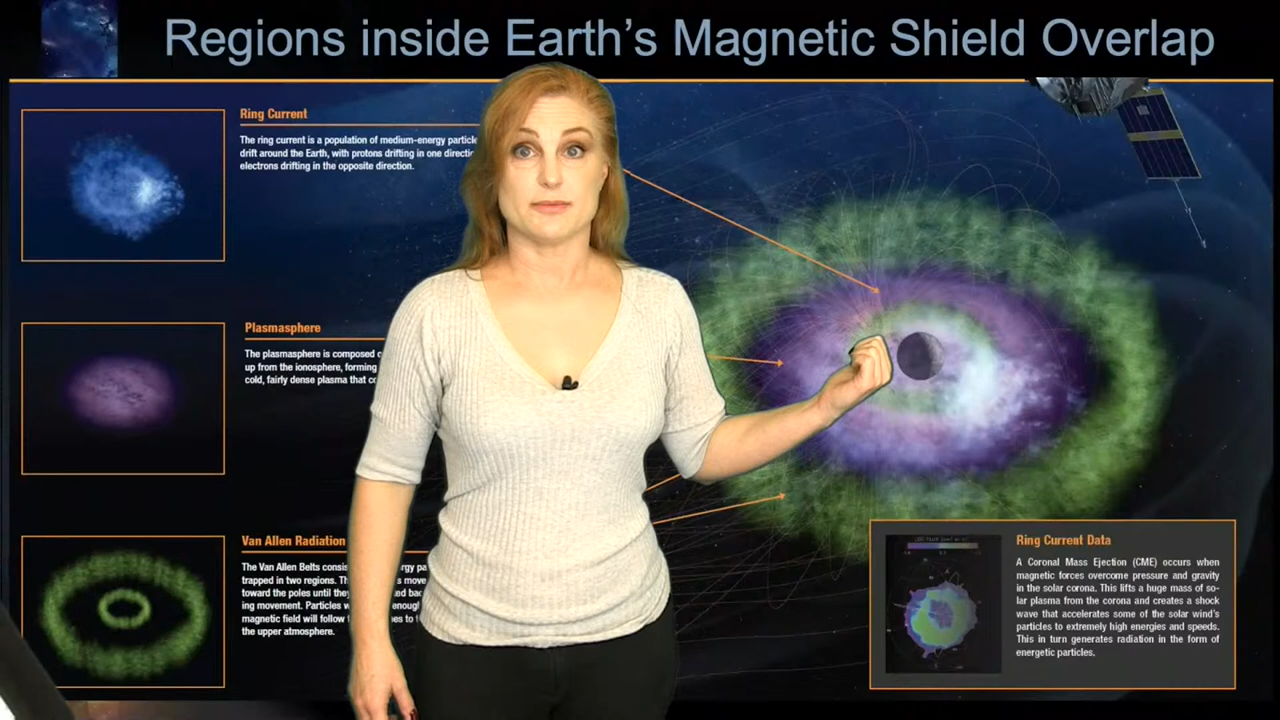 Regions inside Earth's Magnetic Shield Overlap
Ring Current
The ring current is a population of medium-energy
drift around the Earth, with protons drifting in one
electrons drifting in the opposite direction.
Plasmasphere
The plasmasphere is composed
up from the ionosphere, forming
cold, fairly dense plasma that
Van Allen Radiation
The Van Allen Belts
trapped in two regions.
toward the poles until
ing movement. Particles
magnetic field will follow
the upper atmosphere.
Ring Current Data
A Coronal Mass Ejection (CME) occurs when
magnetic forces overcome pressure and gravity
in the solar corona. This lifts a huge mass of so-
lar plasma from the corona and creates a shock
wave that accelerates some of the solar wind's
particles to extremely high energies and speeds.
This in turn generates radiation in the form of
energetic particles.